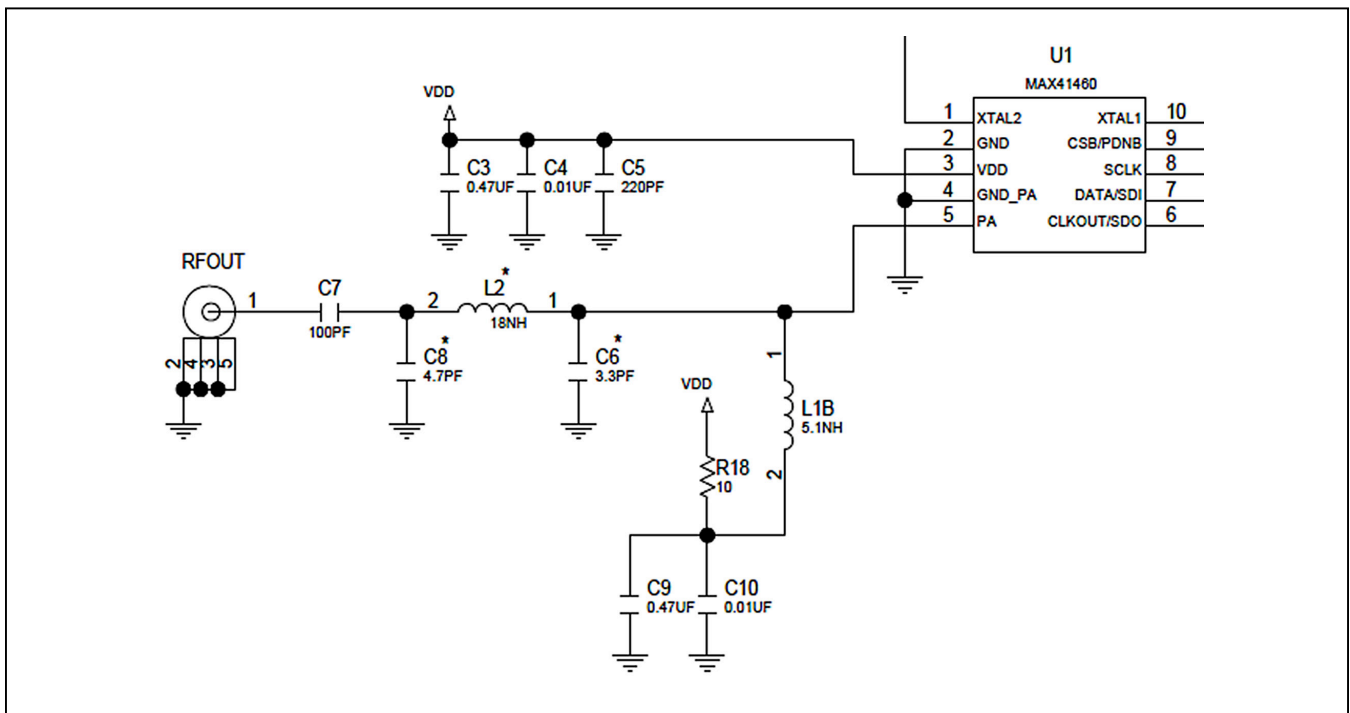 U1
MAX41460
1 XTAL2 XTAL1 10
2 GND CSB/PDNB 9
3 VDD SCLK 8
4 GND_PA DATA/SDI 7
5 PA CLKOUT/SDO 6
VDD
C3
0.47UF
C4
0.01UF
C5
220PF
RFOUT
1
2
4
3
5
C7
100PF
2 L2* 1
18NH
C8*
4.7PF
C6*
3.3PF
1
L1B
5.1NH
2
VDD
R18
10
C9
0.47UF
C10
0.01UF